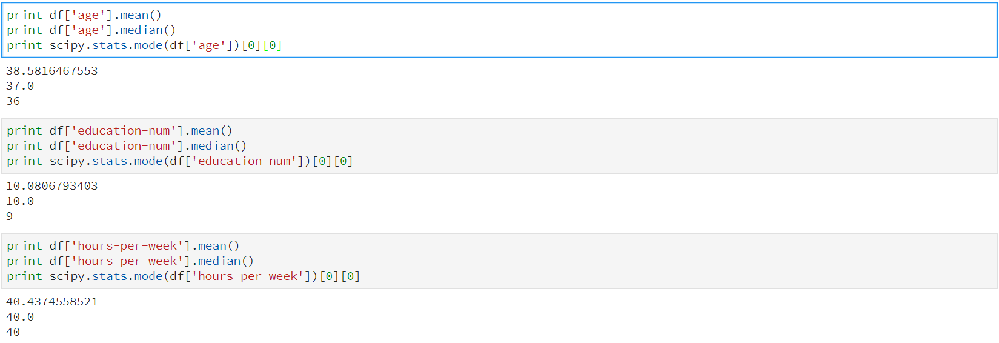 print df['age'].mean()
print df['age'].median()
print scipy.stats.mode(df['age'])[0][0]
38.5816467553
37.0
36
print df['education-num'].mean()
print df['education-num'].median()
print scipy.stats.mode(df['education-num'])[0][0]
10.0806793403
10.0
9
print df['hours-per-week'].mean()
print df['hours-per-week'].median()
print scipy.stats.mode(df['hours-per-week'])[0][0]
40.4374558521
40.0
40